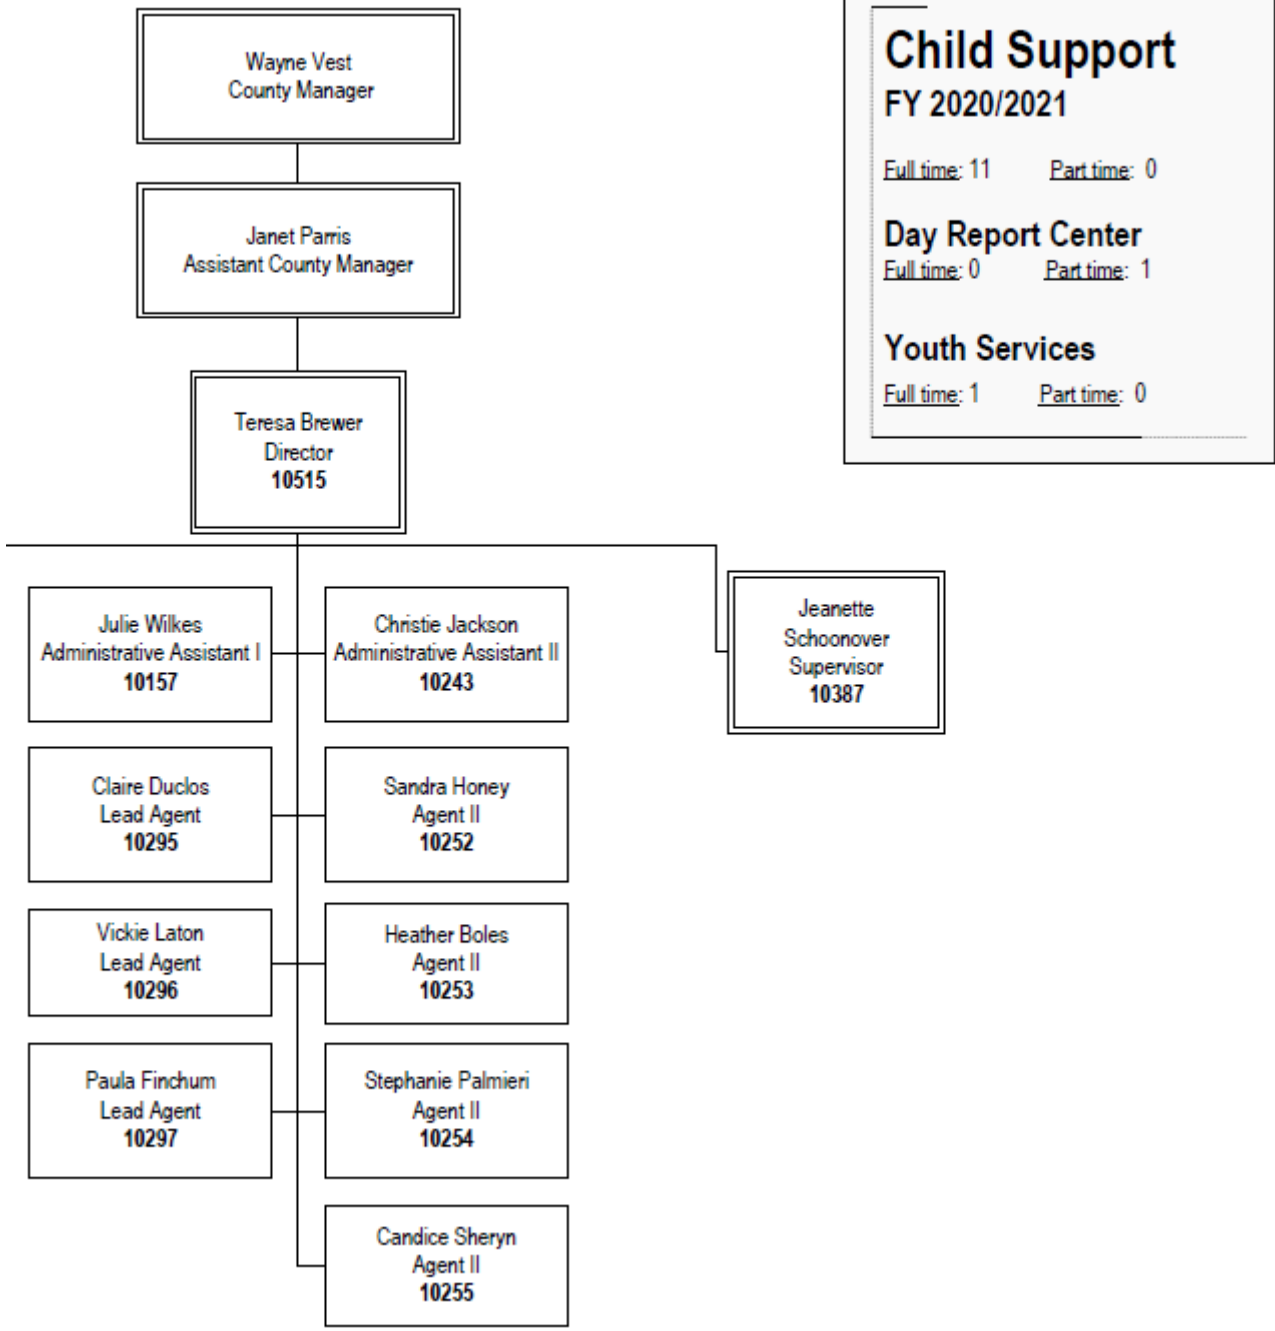 Wayne Vest
County Manager
Janet Parris
Assistant County Manager
Teresa Brewer
Director
10515
Child Support
FY 2020/2021
Full time: 11 Part time: 0
Day Report Center
Full time: 0 Part time: 1
Youth Services
Full time: 1 Part time: 0
Julie Wilkes
Administrative Assistant I
10157
Christie Jackson
Administrative Assistant II
10243
Jeanette
Schoonover
Supervisor
10387
Claire Duclos
Lead Agent
10295
Sandra Honey
Agent II
10252
Vickie Laton
Lead Agent
10296
Heather Boles
Agent II
10253
Paula Finchum
Lead Agent
10297
Stephanie Palmieri
Agent II
10254
Candice Sheryn
Agent II
10255